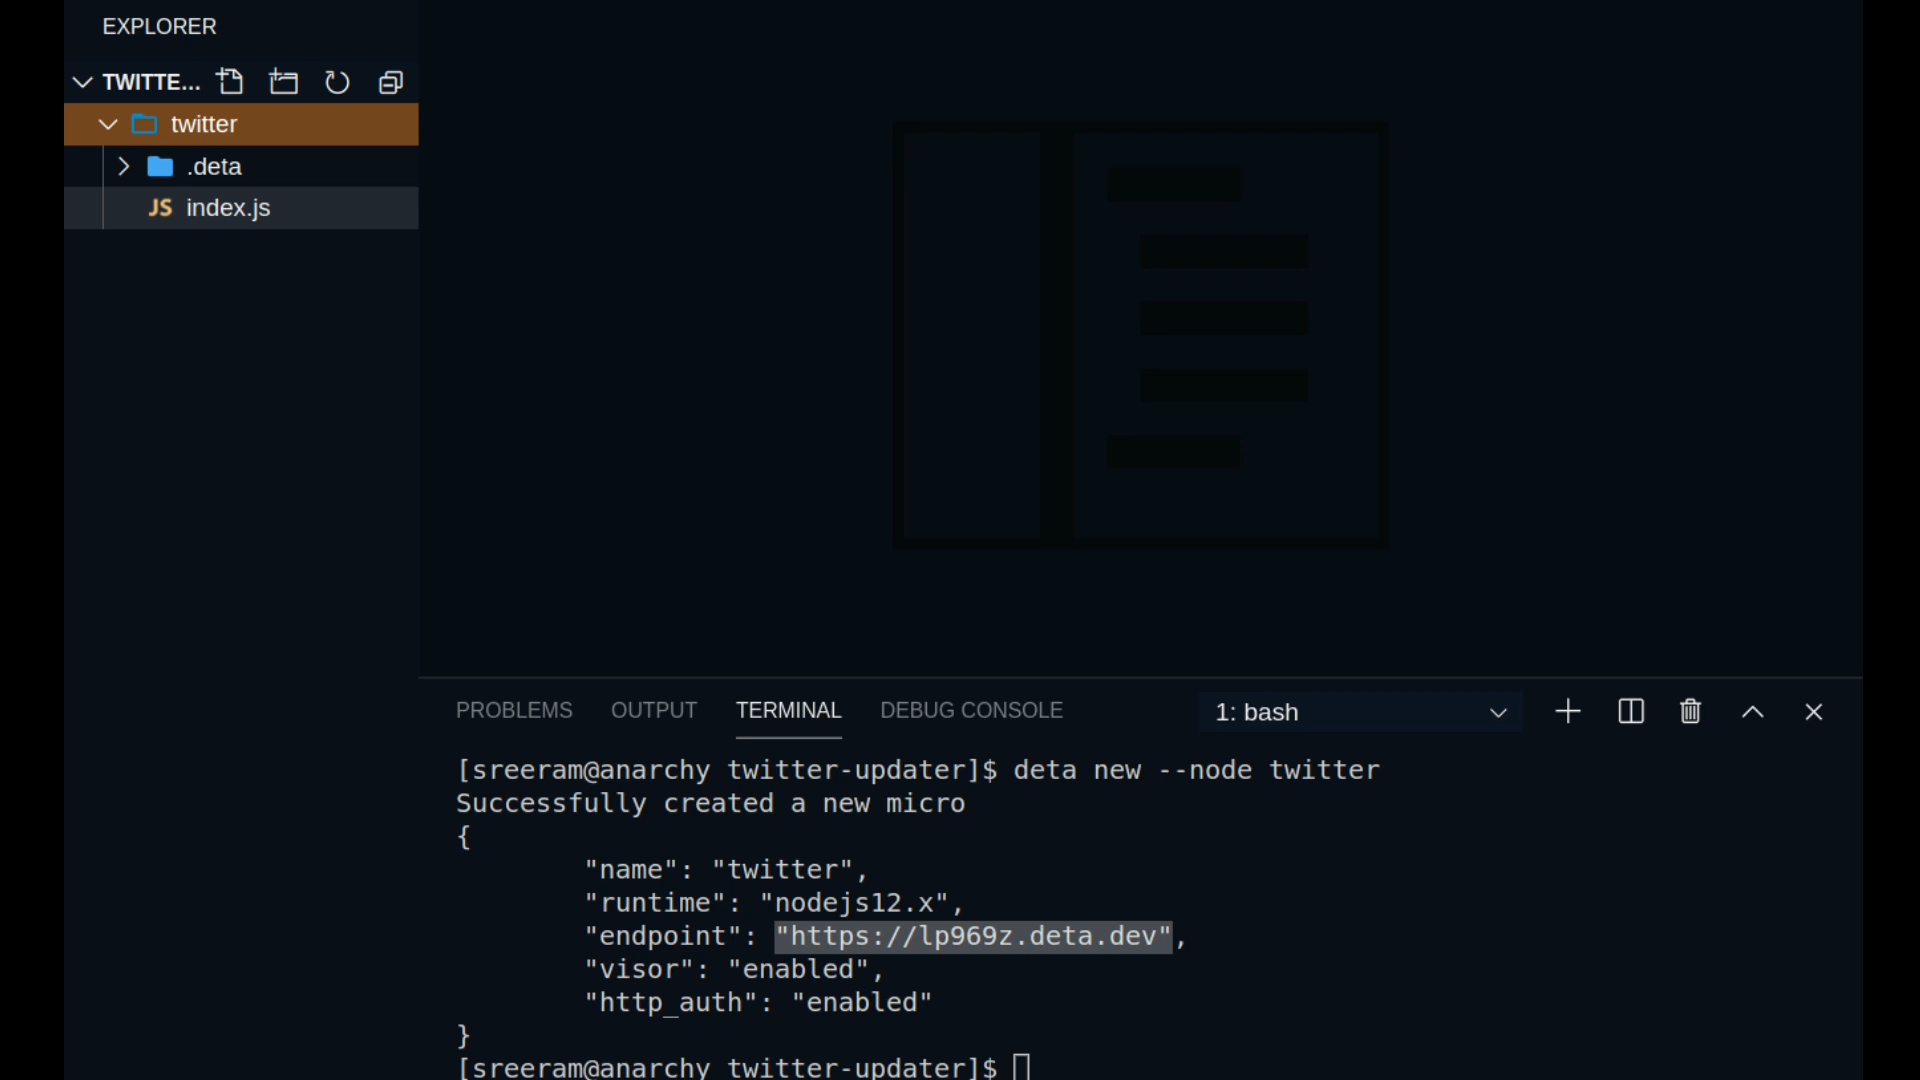 EXPLORER
TWITTE...
twitter
.deta
JS index.js
PROBLEMS OUTPUT TERMINAL DEBUG CONSOLE 1: bash
[sreeram@anarchy twitter-updater]$ deta new --node twitter
Successfully created a new micro
{
"name": "twitter",
"runtime": "nodejs12.x",
"endpoint": "https://lp969z.deta.dev",
"visor": "enabled",
"http_auth": "enabled"
}
[sreeram@anarchy twitter-updater]$